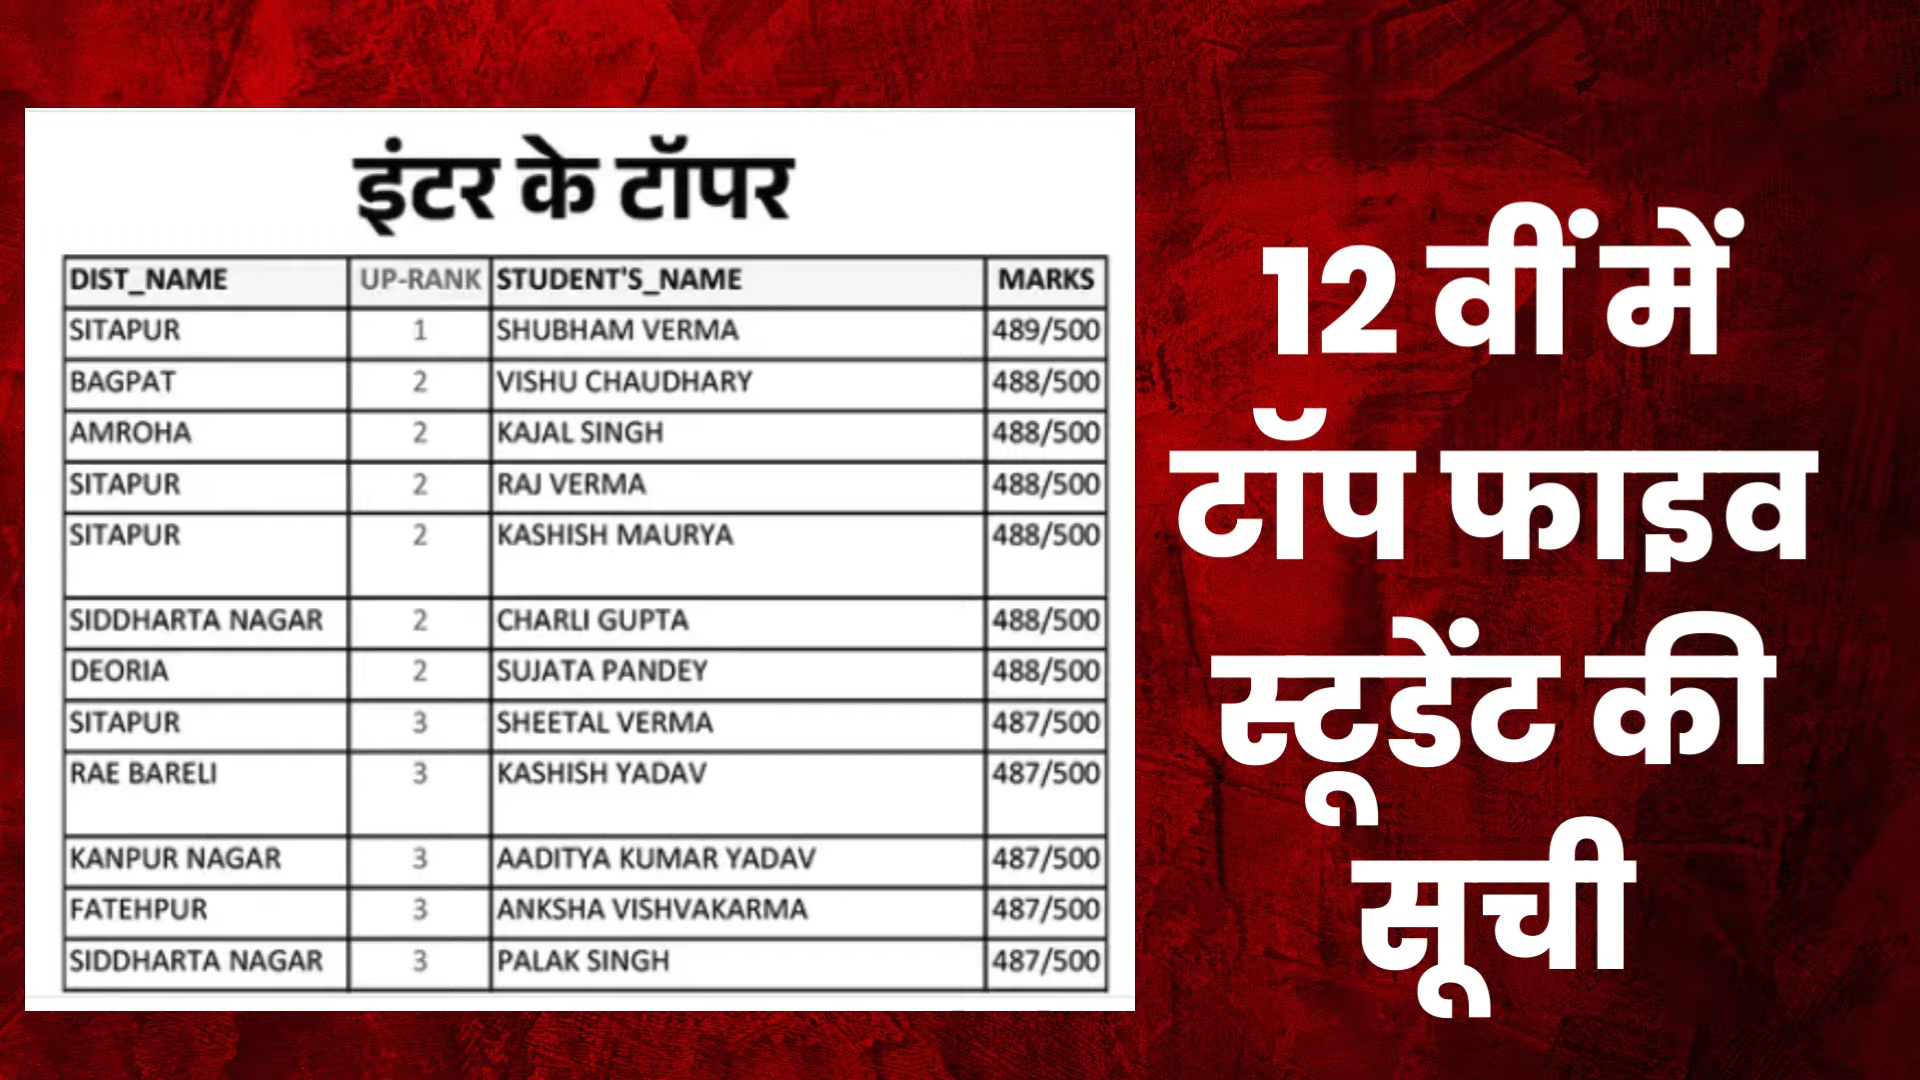 इंटर के टॉपर
DIST_NAME UP-RANK STUDENT'S_NAME MARKS
SITAPUR 1 SHUBHAM VERMA 489/500
BAGPAT 2 VISHU CHAUDHARY 488/500
AMROHA 2 KAJAL SINGH 488/500
SITAPUR 2 RAJ VERMA 488/500
SITAPUR 2 KASHISH MAURYA 488/500
SIDDHARTA NAGAR 2 CHARLI GUPTA 488/500
DEORIA 2 SUJATA PANDEY 488/500
SITAPUR 3 SHEETAL VERMA 487/500
RAE BARELI 3 KASHISH YADAV 487/500
KANPUR NAGAR 3 AADITYA KUMAR YADAV 487/500
FATEHPUR 3 ANKSHA VISHVAKARMA 487/500
SIDDHARTA NAGAR 3 PALAK SINGH 487/500
12 वीं में
टॉप फाइव
स्टूडेंट की
सूची